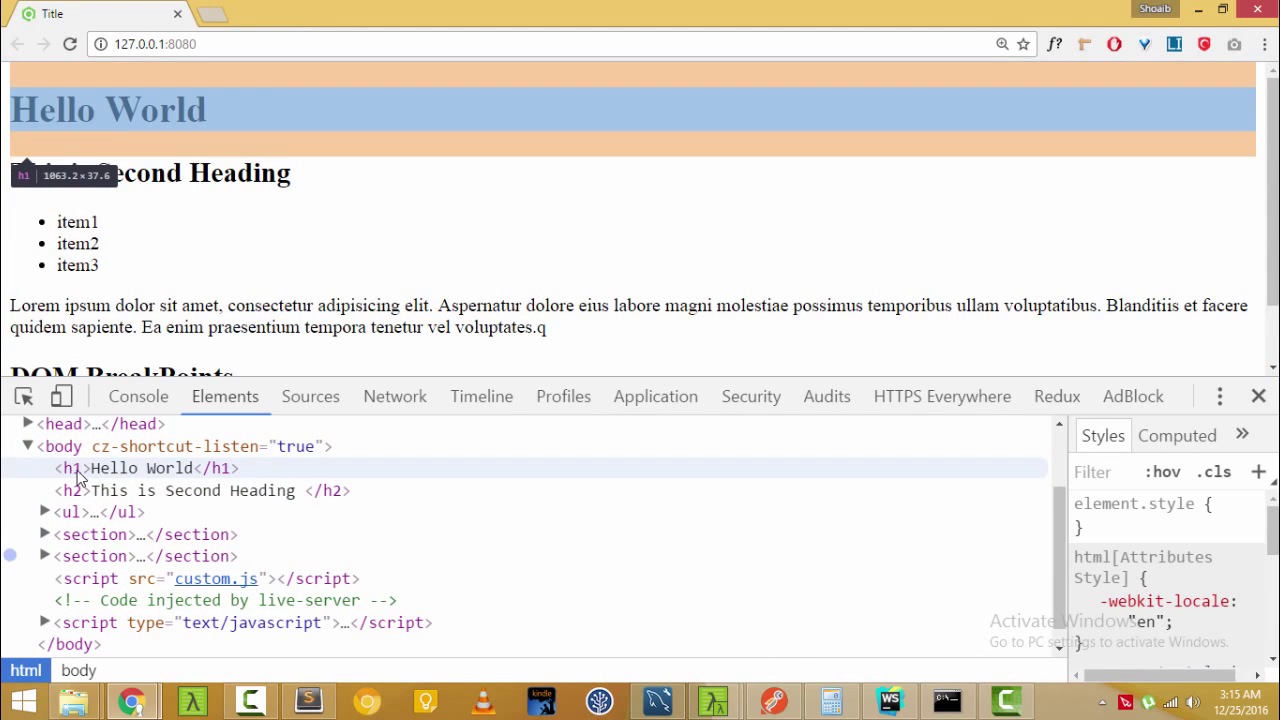 Title
Shoaib
127.0.0.1:8080
f?
LI
Hello World
h1 1063.2×37.6
Second Heading
item1
item2
item3
Lorem ipsum dolor sit amet, consectetur adipisicing elit. Aspernatur dolore eius labore magni molestiae possimus temporibus ullam voluptatibus. Blanditiis et facere
quidem sapiente. Ea enim praesentium tempora tenetur vel voluptates.q
DOM BreakPoints
Console Elements Sources Network Timeline Profiles Application Security Audits HTTPS Everywhere Redux AdBlock
<head>…</head>
<body cz-shortcut-listen="true">
<h1>Hello World</h1>
<h2>This is Second Heading </h2>
<ul>…</ul>
<section>…</section>
<section>…</section>
<script src="custom.js"></script>
<!-- Code injected by live-server -->
<script type="text/javascript">…</script>
</body>
html body
Styles Computed »
Filter :hov .cls +
element.style {
}
html[Attributes
Style] {
-webkit-locale:
"en";
}
Activate Windows
Go to PC settings to activate Windows.
kindle
WS
3:15 AM
12/25/2016